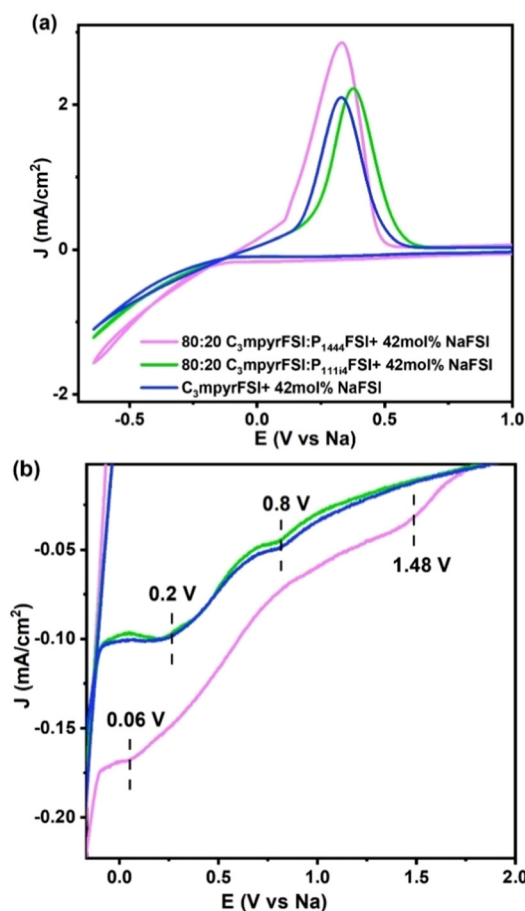 (a)
J (mA/cm²)
2
0
-2
80:20 C₃mpyrFSI:P₁₄₄₄FSI+ 42mol% NaFSI
80:20 C₃mpyrFSI:P₁₁₁ᵢ₄FSI+ 42mol% NaFSI
C₃mpyrFSI+ 42mol% NaFSI
-0.5 0.0 0.5 1.0
E (V vs Na)
(b)
J (mA/cm²)
-0.05
-0.10
-0.15
-0.20
0.8 V
1.48 V
0.2 V
0.06 V
0.0 0.5 1.0 1.5 2.0
E (V vs Na)